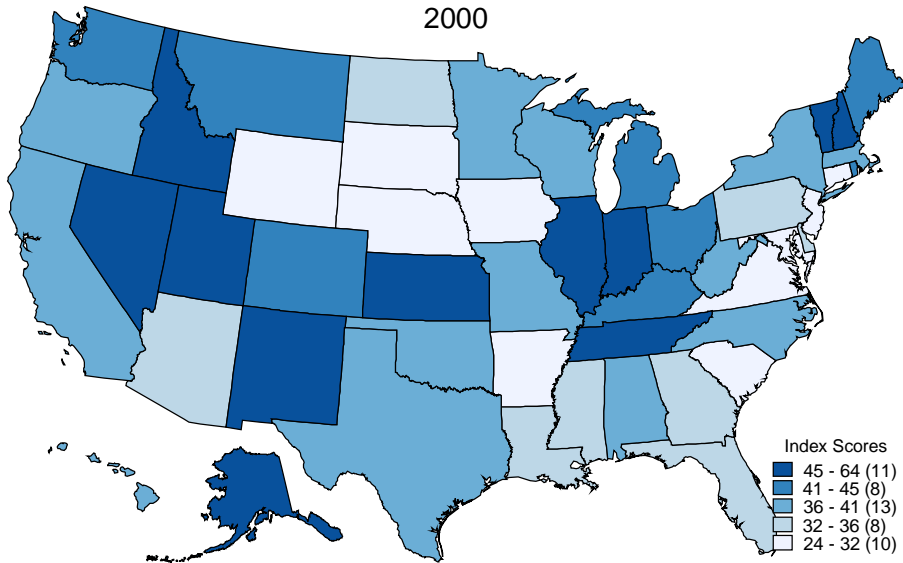 2000
Index Scores
45 - 64 (11)
41 - 45 (8)
36 - 41 (13)
32 - 36 (8)
24 - 32 (10)